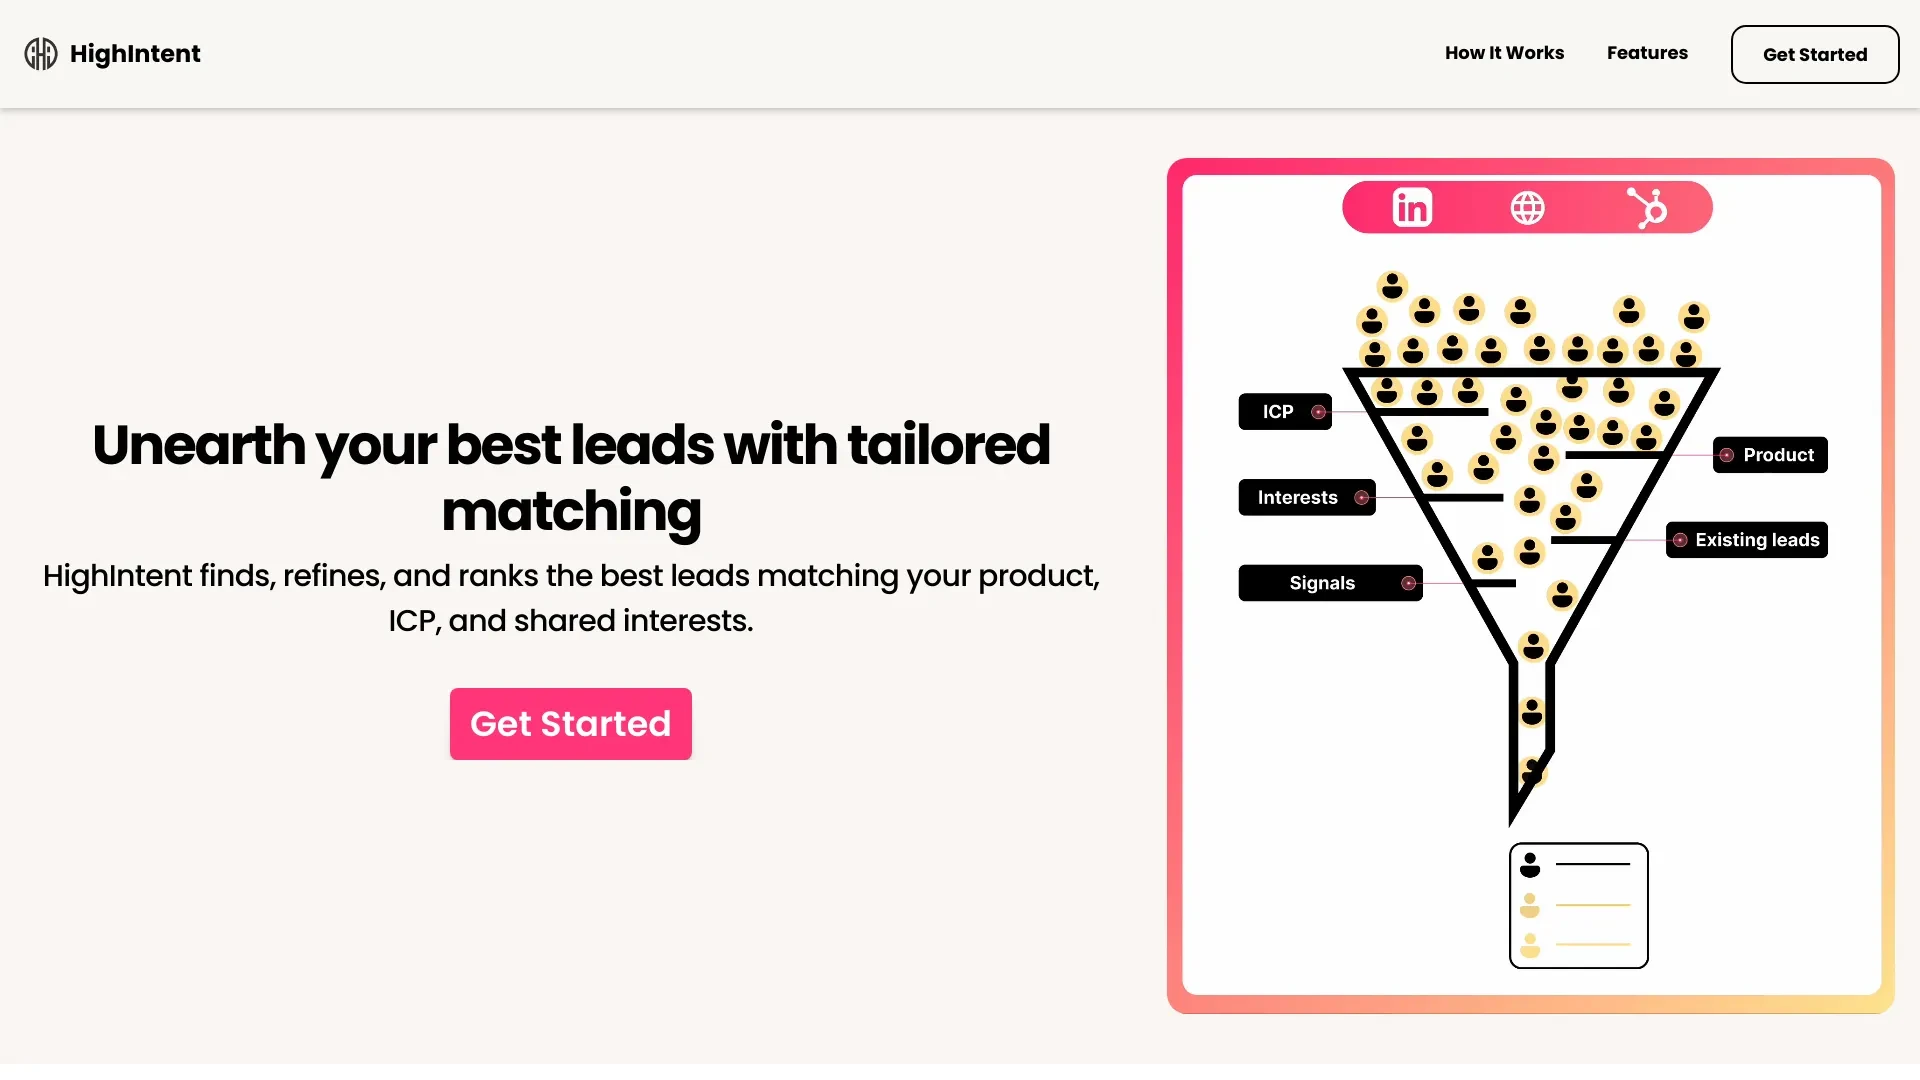 HighIntent
How It Works
Features
Get Started
Unearth your best leads with tailored
matching
HighIntent finds, refines, and ranks the best leads matching your product,
ICP, and shared interests.
Get Started
in
ICP
Product
Interests
Existing leads
Signals